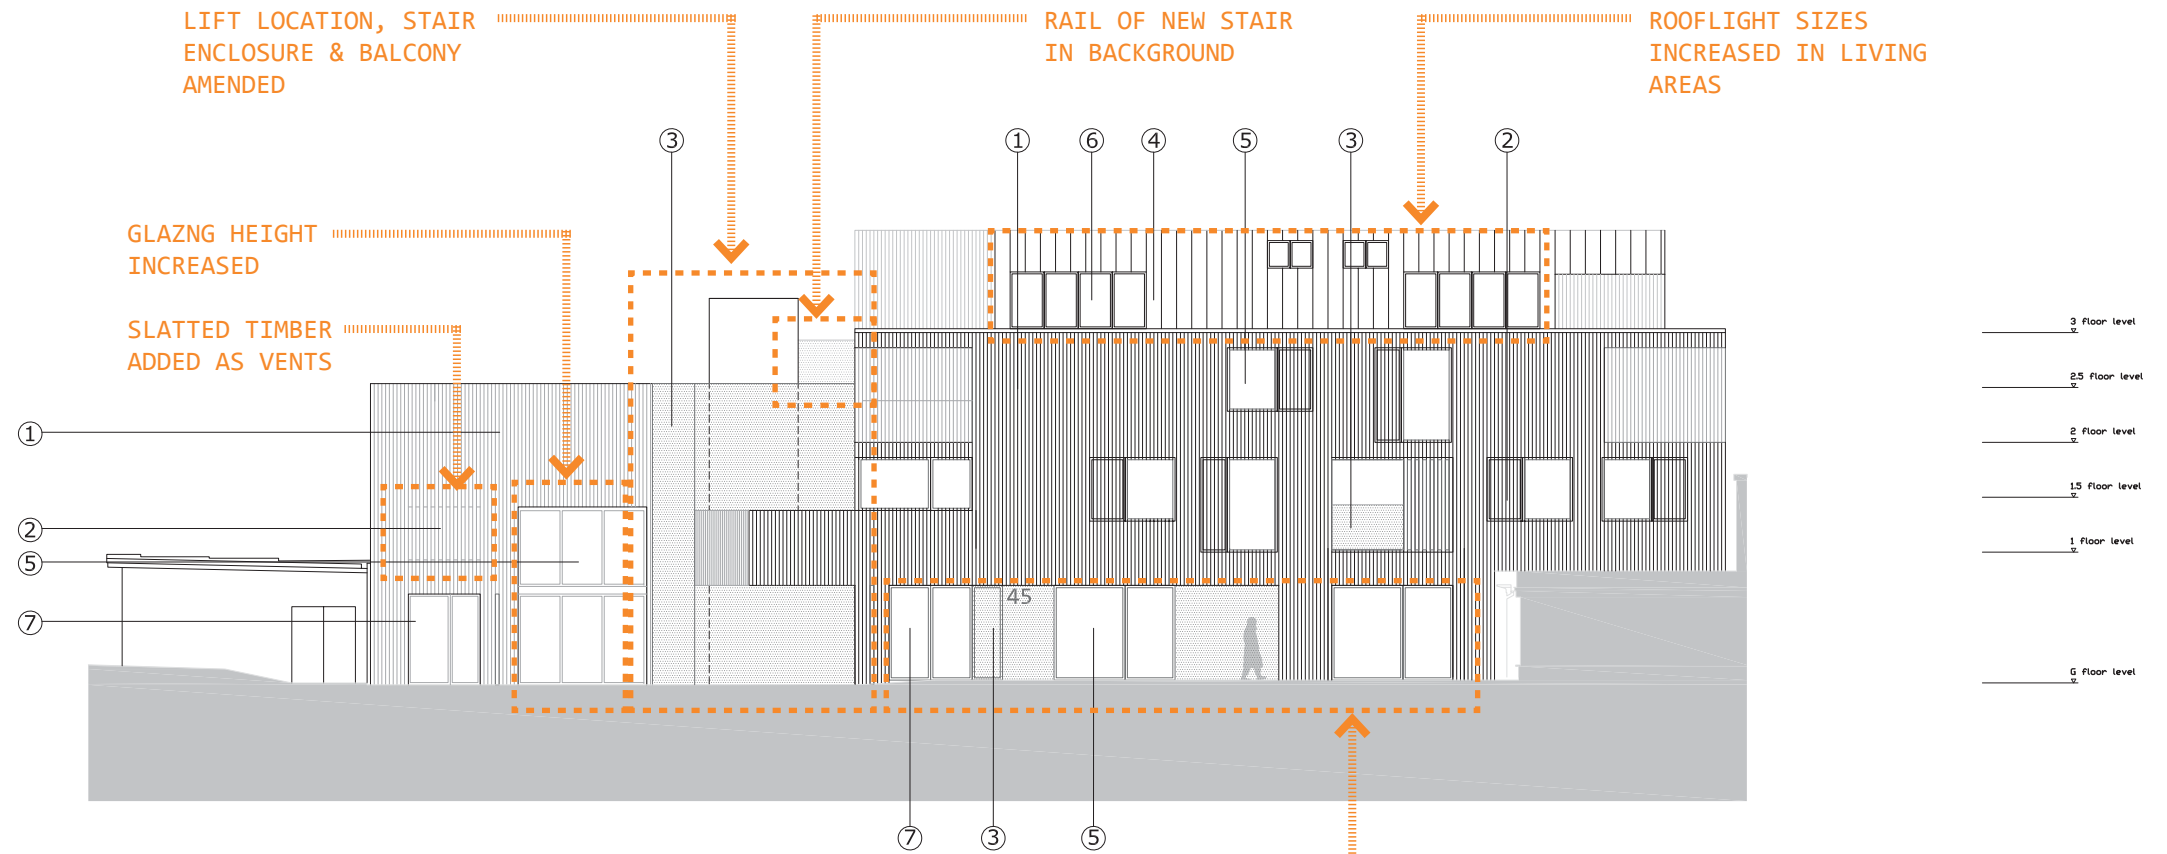 LIFT LOCATION, STAIR
ENCLOSURE & BALCONY
AMENDED
RAIL OF NEW STAIR
IN BACKGROUND
ROOFLIGHT SIZES
INCREASED IN LIVING
AREAS
3
1
6
4
5
3
2
GLAZNG HEIGHT
INCREASED
SLATTED TIMBER
ADDED AS VENTS
1
2
5
7
45
3 floor level
2.5 floor level
2 floor level
1.5 floor level
1 floor level
G floor level
7
3
5